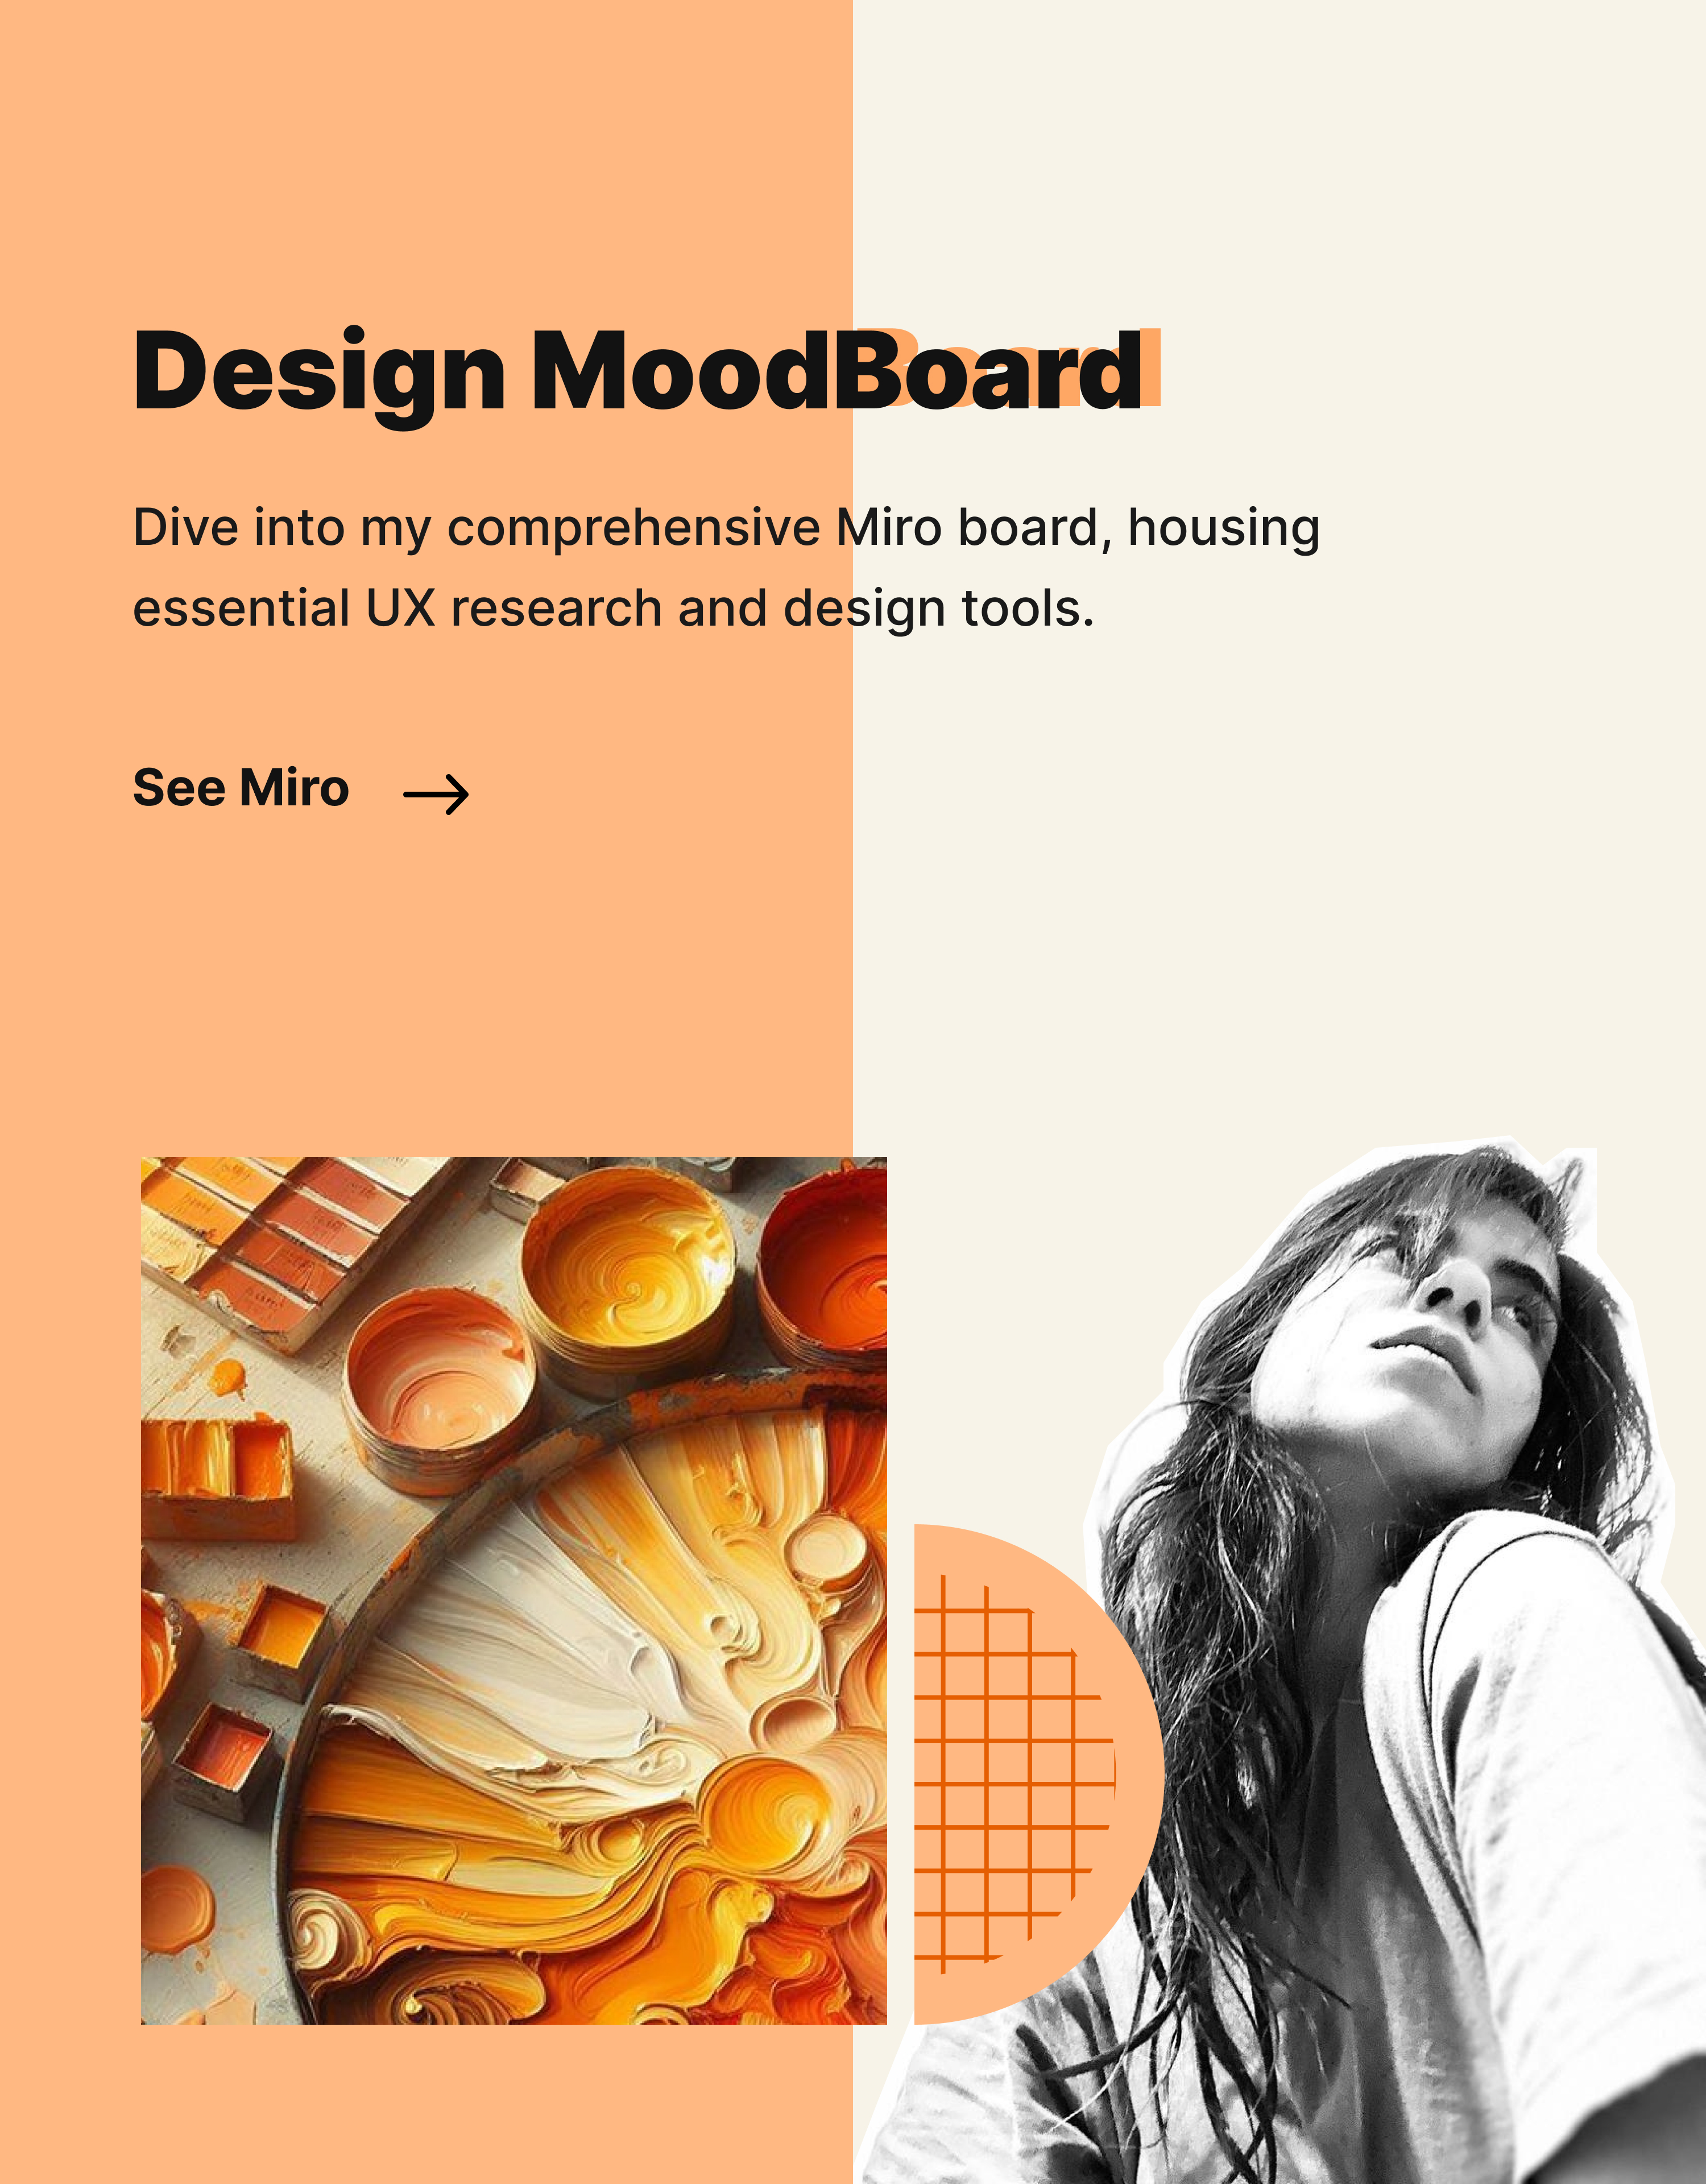 Design MoodBoard
Dive into my comprehensive Miro board, housing
essential UX research and design tools.
See Miro